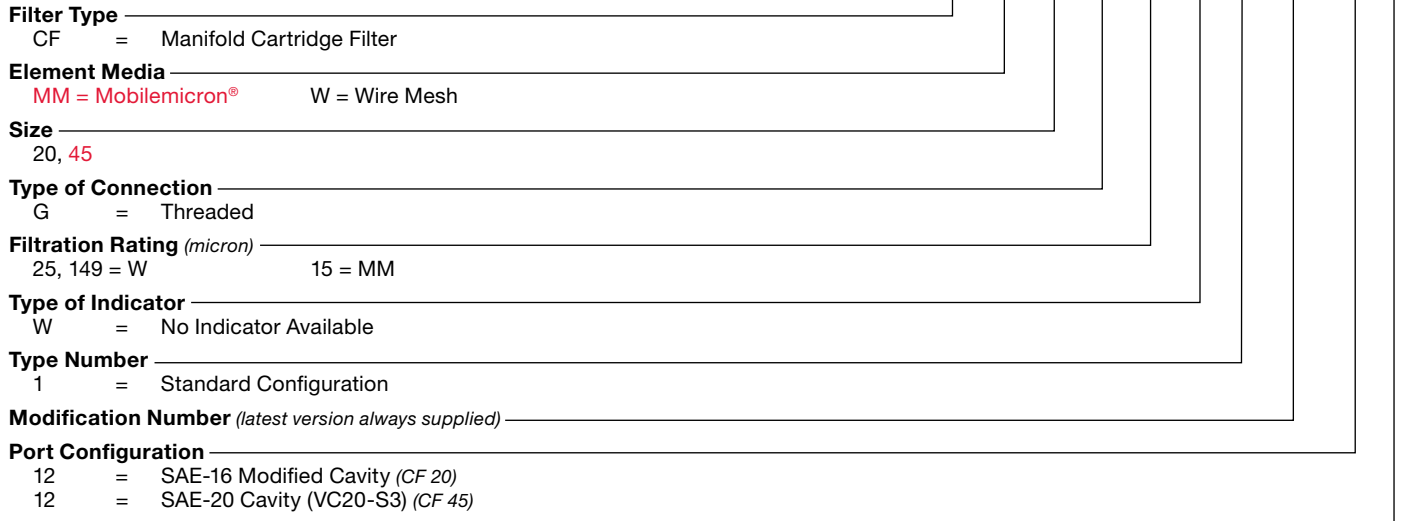 Filter Type
CF = Manifold Cartridge Filter
Element Media
MM = Mobilemicron® W = Wire Mesh
Size
20, 45
Type of Connection
G = Threaded
Filtration Rating (micron)
25, 149 = W 15 = MM
Type of Indicator
W = No Indicator Available
Type Number
1 = Standard Configuration
Modification Number (latest version always supplied)
Port Configuration
12 = SAE-16 Modified Cavity (CF 20)
12 = SAE-20 Cavity (VC20-S3) (CF 45)